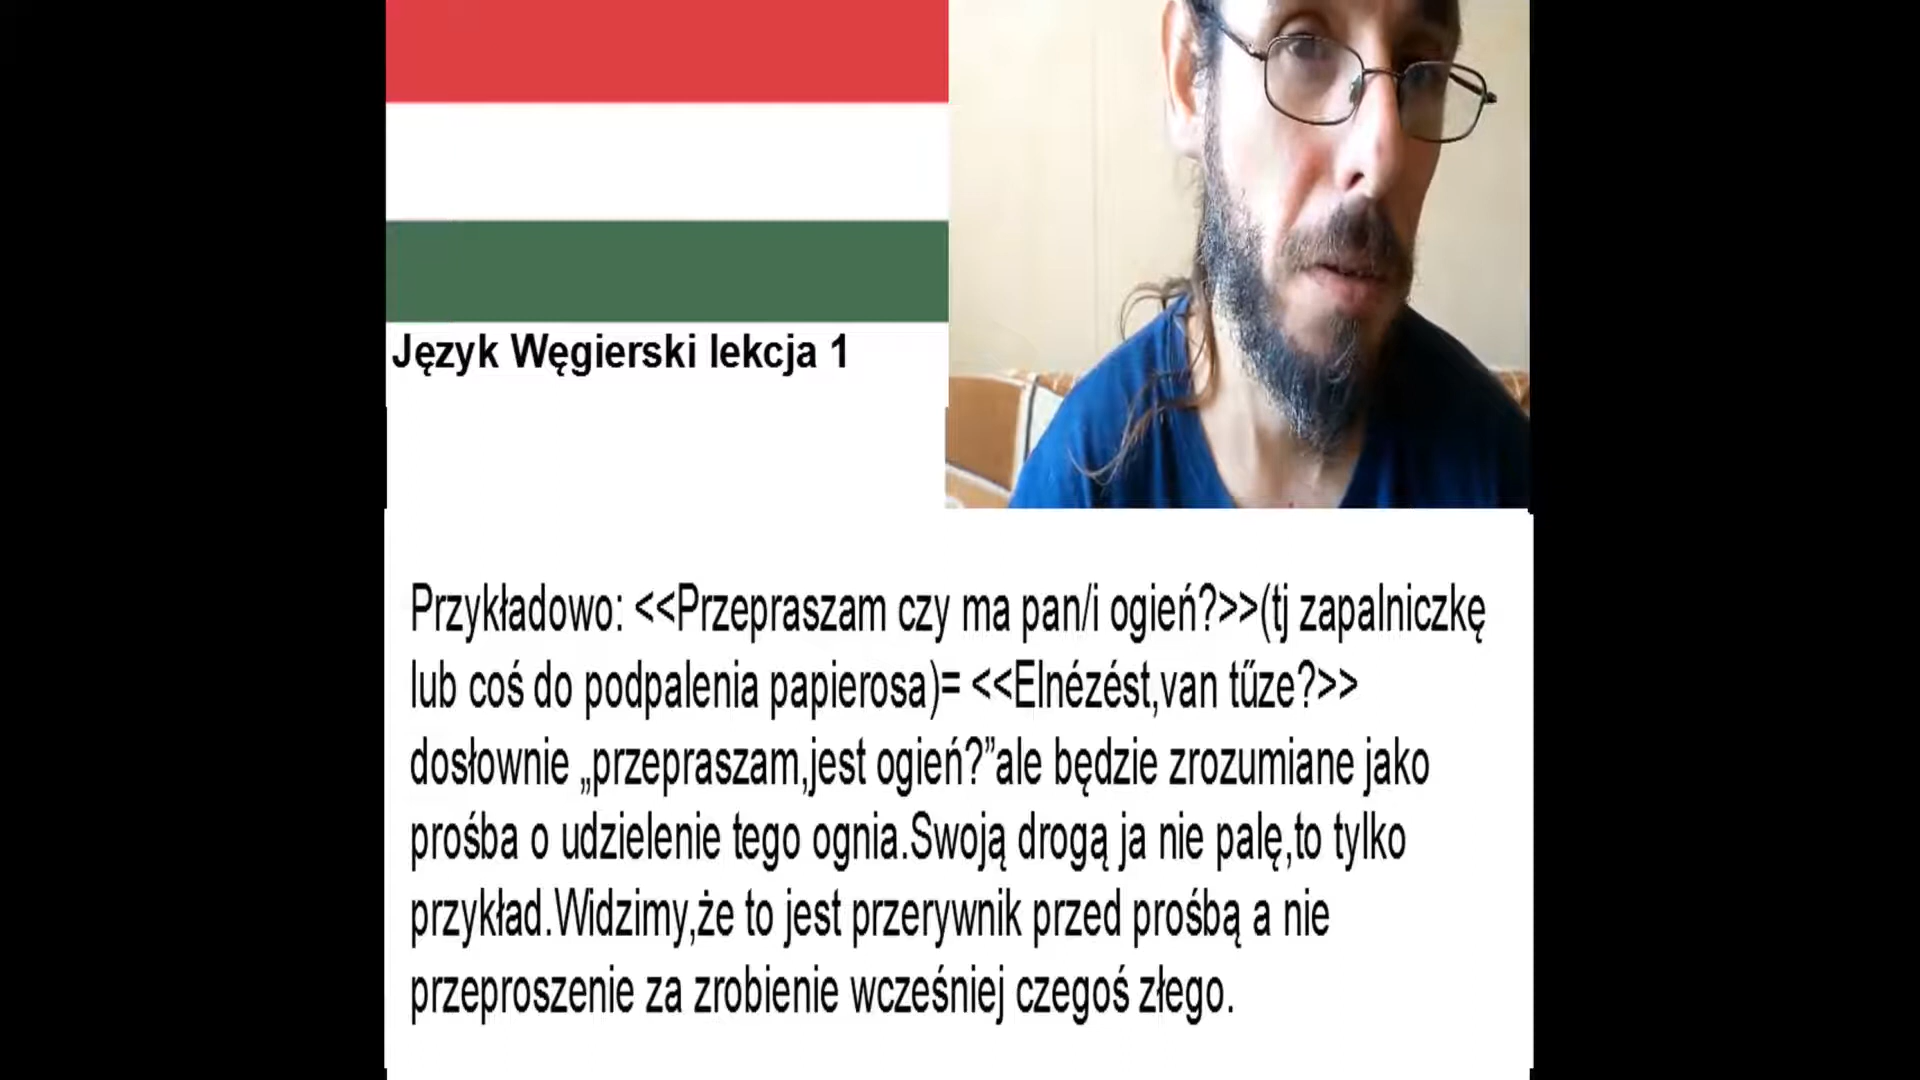 Język Węgierski lekcja 1
Przykładowo: <<Przepraszam czy ma pan/i ogień?>>(tj zapalniczkę
lub coś do podpalenia papierosa)= <<Elnézést,van tűze?>>
dosłownie „przepraszam,jest ogień?”ale będzie zrozumiane jako
prośba o udzielenie tego ognia.Swoją drogą ja nie palę,to tylko
przykład.Widzimy,że to jest przerywnik przed prośbą a nie
przeproszenie za zrobienie wcześniej czegoś złego.